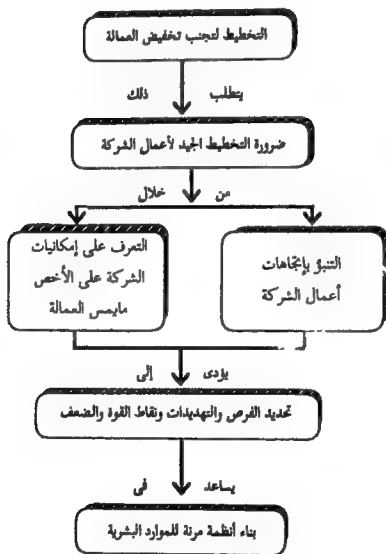 التخطيط لتجنب تخفيض العمالة
يتطلب ذلك
ضرورة التخطيط الجيد لأعمال الشركة
من خلال
التنبؤ بإتجاهات
أعمال الشركة
التعرف على إمكانيات
الشركة على الأخص
مايمس العمالة
يؤدى إلى
تحديد الفرص والتهديدات ونقاط القوة والضعف
يساعد فى
بناء أنظمة مرنة للموارد البشرية